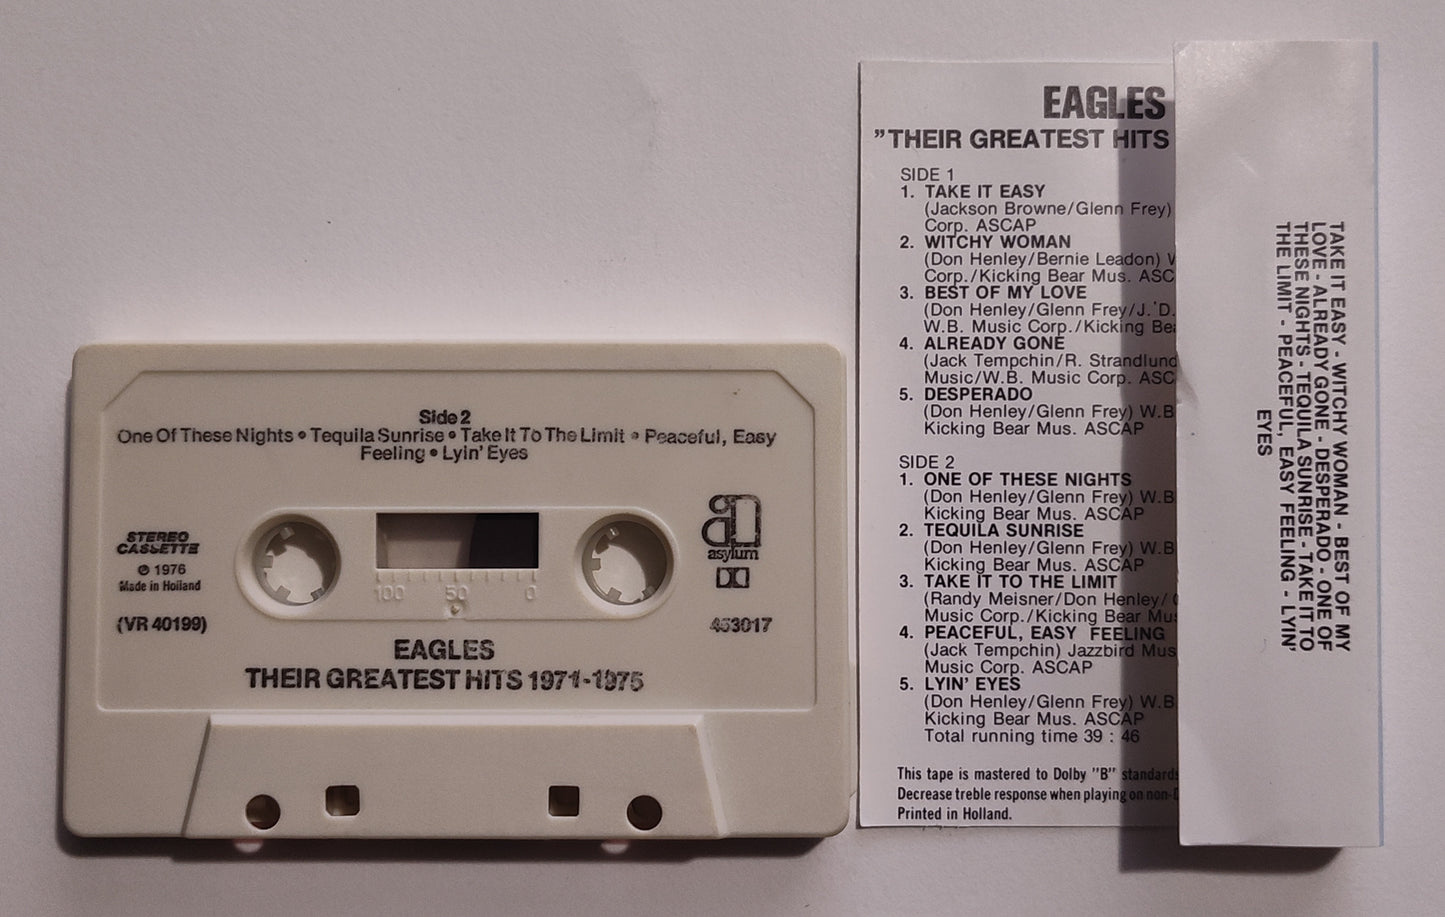 Side 2
One Of These Nights • Tequila Sunrise • Take It To The Limit • Peaceful, Easy
Feeling • Lyin' Eyes
STEREO
CASSETTE
℗ 1976
Made in Holland
(VR 40199)
asylum
453017
100 50 0
EAGLES
THEIR GREATEST HITS 1971-1975
EAGLES
"THEIR GREATEST HITS
SIDE 1
1. TAKE IT EASY
(Jackson Browne/Glenn Frey)
Corp. ASCAP
2. WITCHY WOMAN
(Don Henley/Bernie Leadon)
Corp./Kicking Bear Mus. ASC
3. BEST OF MY LOVE
(Don Henley/Glenn Frey/J.D.
W.B. Music Corp./Kicking Bea
4. ALREADY GONE
(Jack Tempchin/R. Strandlund
Music/W.B. Music Corp. ASC
5. DESPERADO
(Don Henley/Glenn Frey) W.B
Kicking Bear Mus. ASCAP
SIDE 2
1. ONE OF THESE NIGHTS
(Don Henley/Glenn Frey) W.B
Kicking Bear Mus. ASCAP
2. TEQUILA SUNRISE
(Don Henley/Glenn Frey) W.B
Kicking Bear Mus. ASCAP
3. TAKE IT TO THE LIMIT
(Randy Meisner/Don Henley/
Music Corp./Kicking Bear Mus
4. PEACEFUL, EASY FEELING
(Jack Tempchin) Jazzbird Mus
Music Corp. ASCAP
5. LYIN' EYES
(Don Henley/Glenn Frey) W.B
Kicking Bear Mus. ASCAP
Total running time 39 : 46
This tape is mastered to Dolby "B" standards
Decrease treble response when playing on non-D
Printed in Holland.
TAKE IT EASY - WITCHY WOMAN - BEST OF MY
LOVE - ALREADY GONE - DESPERADO - ONE OF
THESE NIGHTS - TEQUILA SUNRISE - TAKE IT TO
THE LIMIT - PEACEFUL, EASY FEELING - LYIN'
EYES